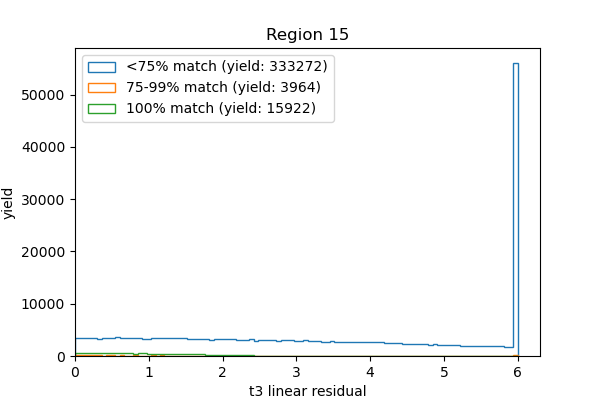 Region 15
<75% match (yield: 333272)
75-99% match (yield: 3964)
100% match (yield: 15922)
yield
50000
40000
30000
20000
10000
0
0 1 2 3 4 5 6
t3 linear residual